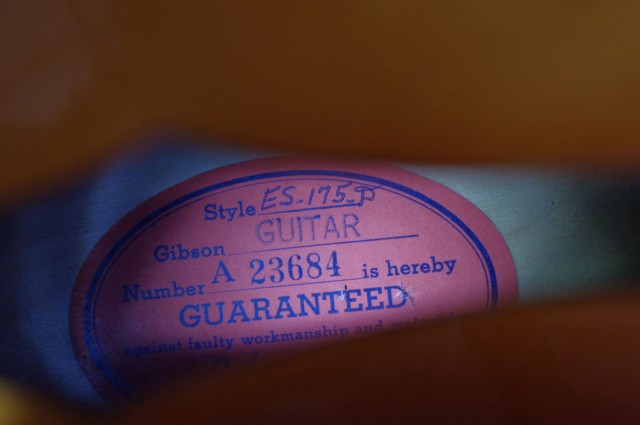 Style ES-175-D
Gibson GUITAR
Number A 23684 is hereby
GUARANTEED
against faulty workmanship and